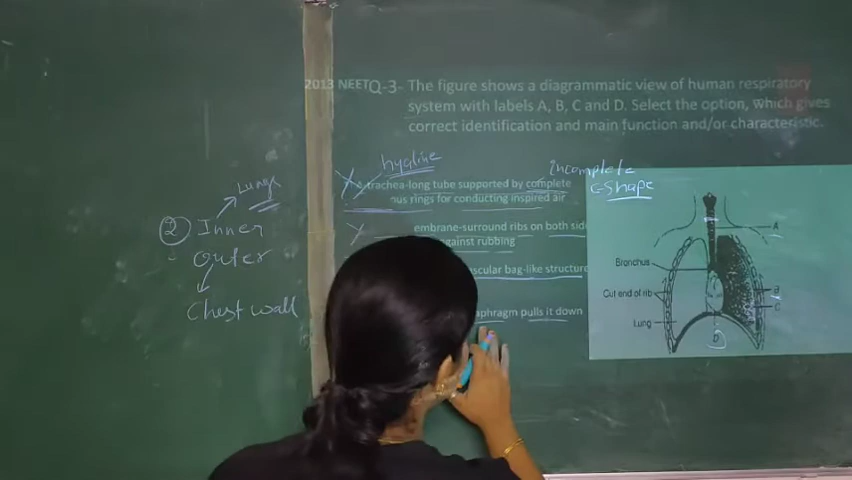 2013 NEETQ-3- The figure shows a diagrammatic view of human respiratory
system with labels A, B, C and D. Select the option, which gives
correct identification and main function and/or characteristic.
hyaline
incomplete
C-Shape
trachea-long tube supported by complete
rings for conducting inspired air
embrane-surround ribs on both side
against rubbing
bag-like structure
aphragm pulls it down
Lungs
② Inner
Outer
Chest wall
A
Bronchus
B
Cut end of rib
C
Lung
D